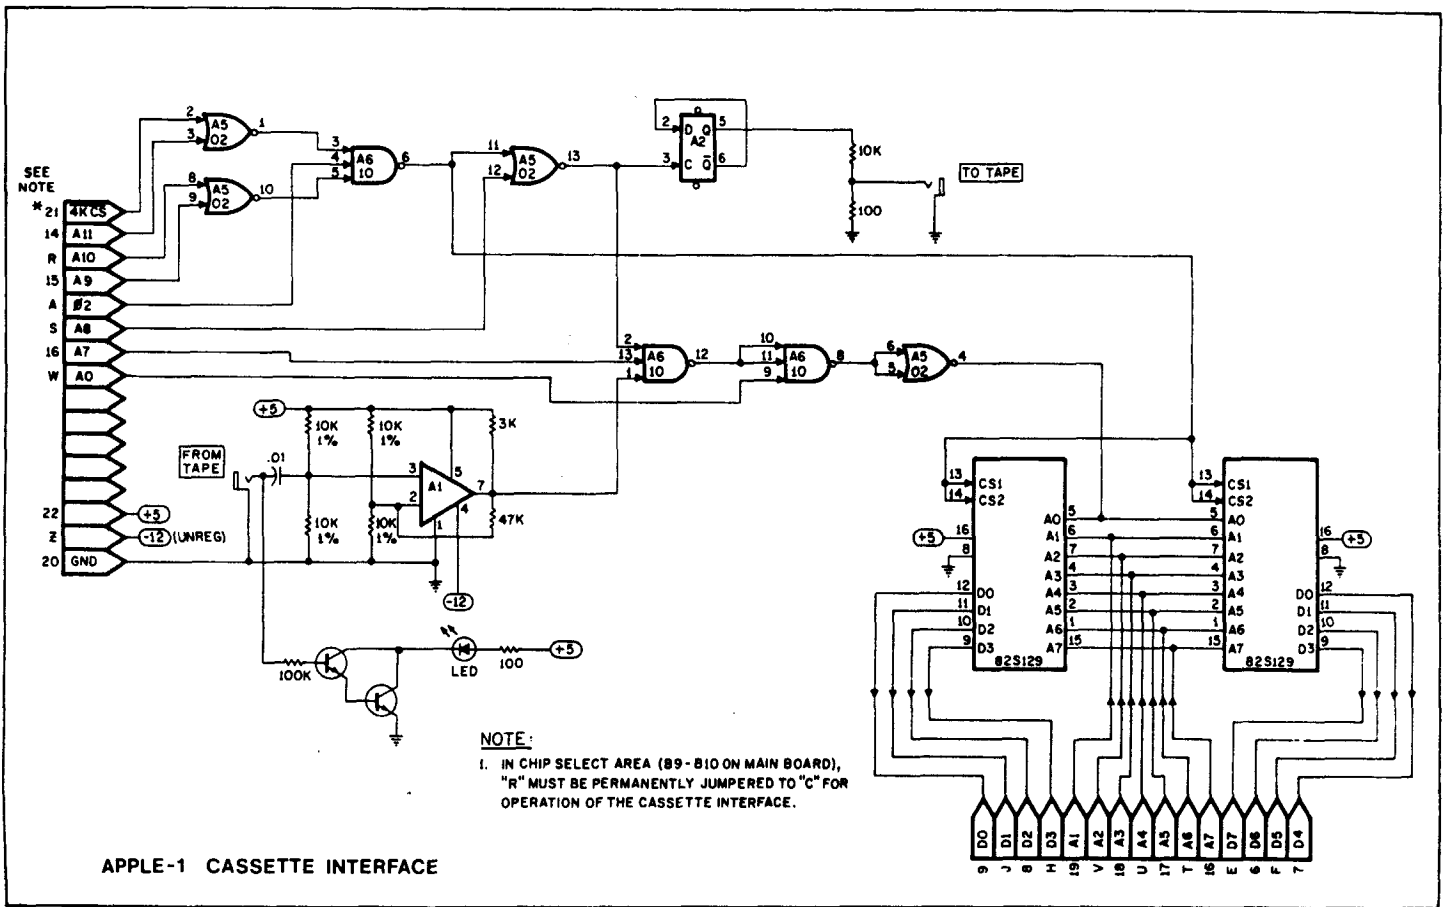 2 A5 1
3 02
8 A5 10
9 02
3 A6 6
4 10
5
11 A5 13
12 02
2 D Q 5
A2
3 C Q̅ 6
10K
100
TO TAPE
SEE
NOTE
* 21 4K C̅S̅
14 A11
R A10
15 A9
A Ø2
S A8
16 A7
W A0
22 +5
Z -12 (UNREG)
20 GND
2 A6 12
13 10
1
10 A6 8
11 10
9
6 A5 4
5 02
+5
10K
1%
10K
1%
3K
FROM
TAPE
.01
3 A1 5
2 7
1 4
10K
1%
10K
1%
47K
-12
100K
LED
100
+5
13 CS1
14 CS2
+5 16
8
12 D0
11 D1
10 D2
9 D3
A0 5
A1 6
A2 7
A3 4
A4 3
A5 2
A6 1
A7 15
82S129
13 CS1
14 CS2
5 A0
6 A1
7 A2
4 A3
3 A4
2 A5
1 A6
15 A7
16 +5
8
D0 12
D1 11
D2 10
D3 9
82S129
NOTE:
1. IN CHIP SELECT AREA (B9-B10 ON MAIN BOARD),
"R" MUST BE PERMANENTLY JUMPERED TO "C" FOR
OPERATION OF THE CASSETTE INTERFACE.
D0 D1 D2 D3 A1 A2 A3 A4 A5 A6 A7 D7 D6 D5 D4
9 J 8 H 19 V 18 U 17 T 16 E 6 F 7
APPLE-1 CASSETTE INTERFACE